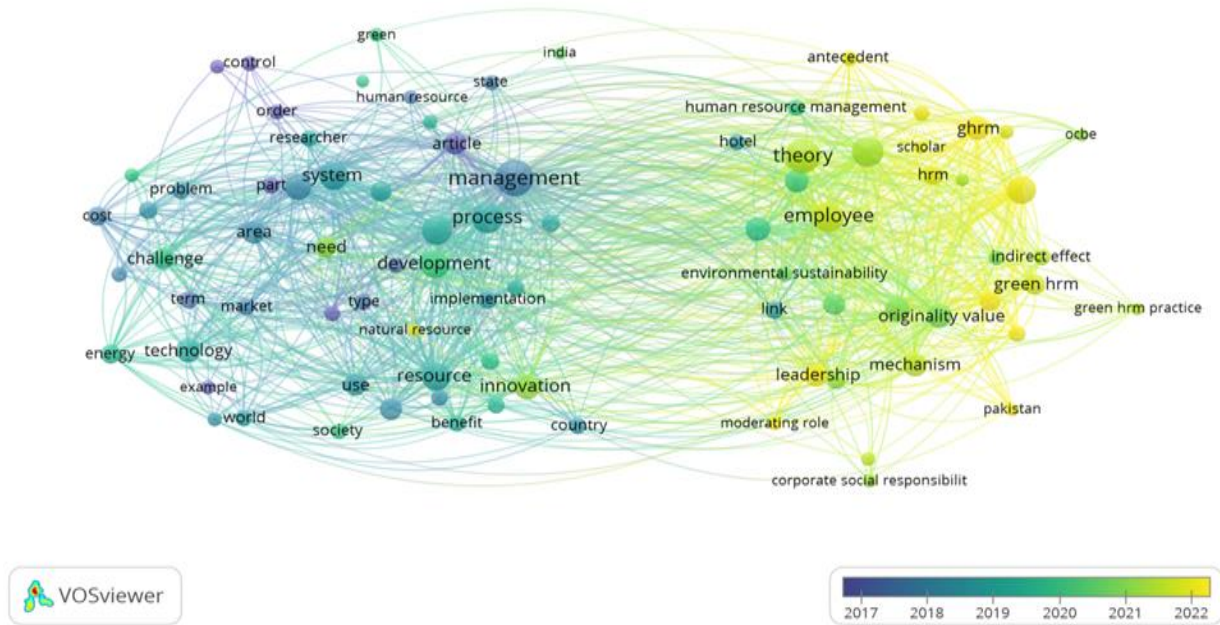 green
india
control
antecedent
human resource
state
order
human resource management
researcher
article
hotel
theory
scholar
ghrm
ocbe
system
management
part
problem
hrm
cost
process
employee
area
need
challenge
development
environmental sustainability
indirect effect
term
market
type
implementation
link
green hrm
green hrm practice
originality value
natural resource
energy
technology
mechanism
example
use
resource
innovation
leadership
world
society
benefit
country
moderating role
pakistan
corporate social responsibilit
VOSviewer
2017 2018 2019 2020 2021 2022